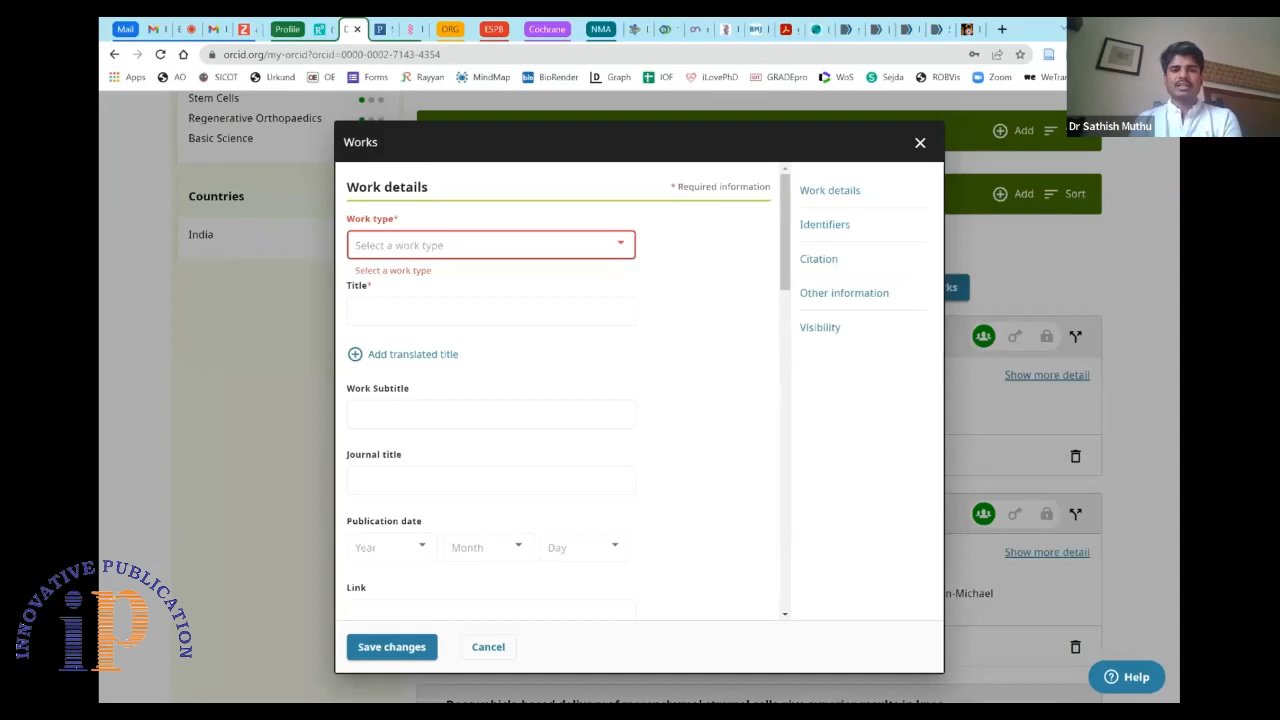 Mail
Profile
ORG
ESPB
Cochrane
NMA
BMJ
orcid.org/my-orcid?orcid=0000-0002-7143-4354
Apps AO SICOT Urkund OE Forms Rayyan MindMap BioRender Graph IOF iLovePhD GRADEpro WoS Sejda ROBVis Zoom WeTran
Dr Sathish Muthu
Stem Cells
Regenerative Orthopaedics
Basic Science
Countries
India
Add
Add Sort
Works
Work details
* Required information
Work type*
Select a work type
Select a work type
Title*
Add translated title
Work Subtitle
Journal title
Publication date
Year Month Day
Link
Save changes Cancel
Work details
Identifiers
Citation
Other information
Visibility
ks
Show more detail
Show more detail
n-Michael
Help
INNOVATIVE PUBLICATION
ip